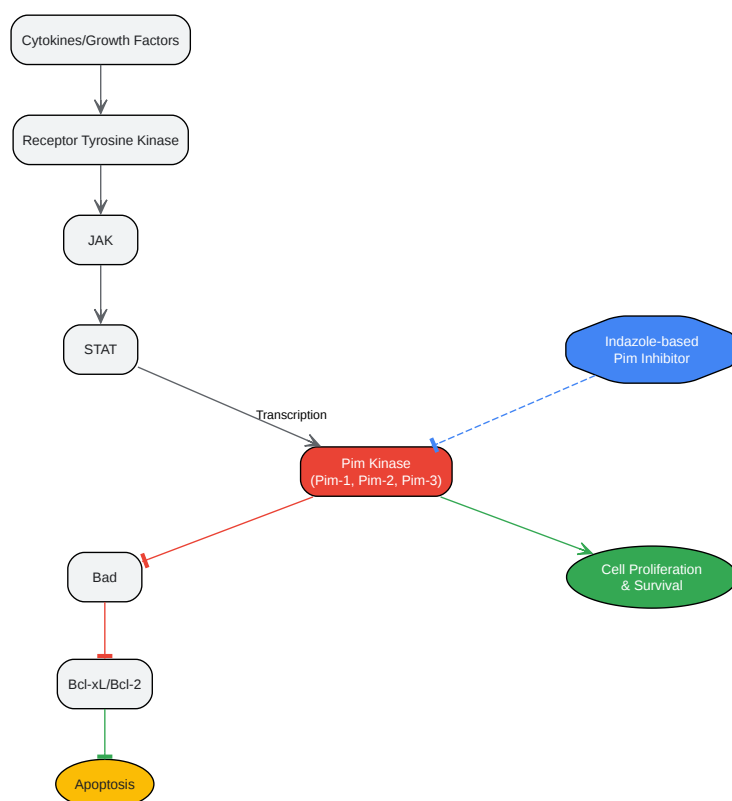 Cytokines/Growth Factors
Receptor Tyrosine Kinase
JAK
STAT
Indazole-based
Pim Inhibitor
Transcription
Pim Kinase
(Pim-1, Pim-2, Pim-3)
Bad
Cell Proliferation
& Survival
Bcl-xL/Bcl-2
Apoptosis